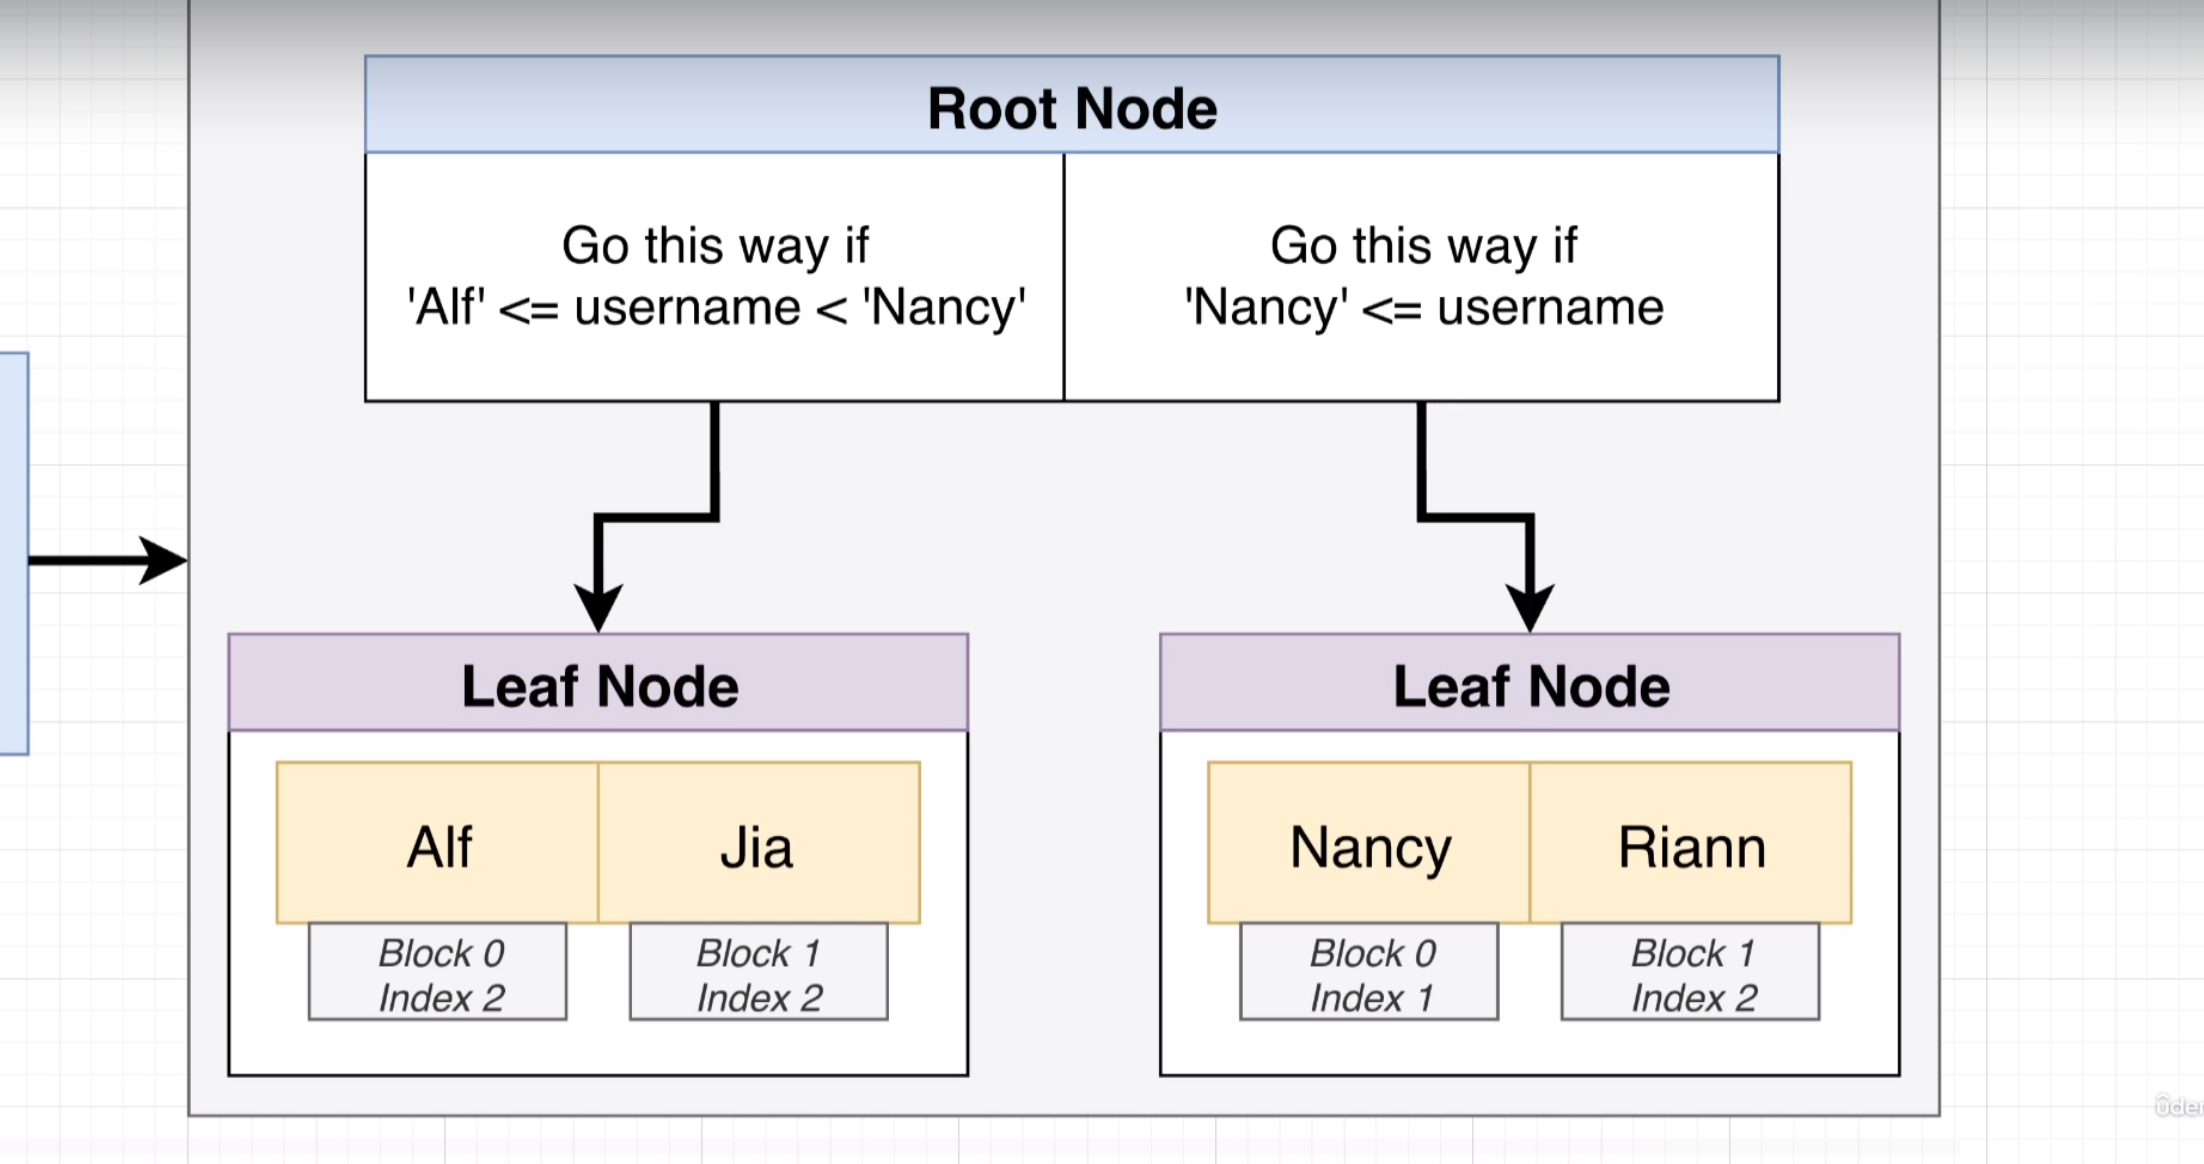 Root Node
Go this way if
'Alf' <= username < 'Nancy'
Go this way if
'Nancy' <= username
Leaf Node
Alf
Jia
Block 0
Index 2
Block 1
Index 2
Leaf Node
Nancy
Riann
Block 0
Index 1
Block 1
Index 2